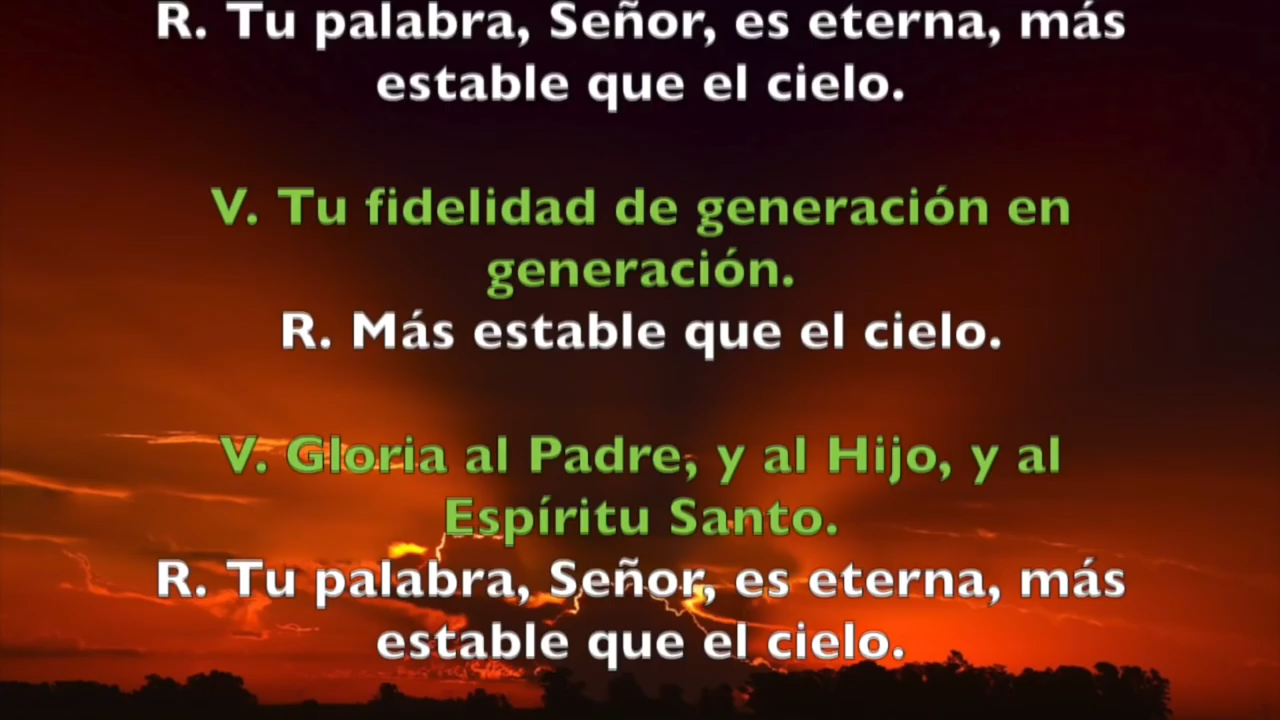 R. Tu palabra, Señor, es eterna, más
estable que el cielo.
V. Tu fidelidad de generación en
generación.
R. Más estable que el cielo.
V. Gloria al Padre, y al Hijo, y al
Espíritu Santo.
R. Tu palabra, Señor, es eterna, más
estable que el cielo.